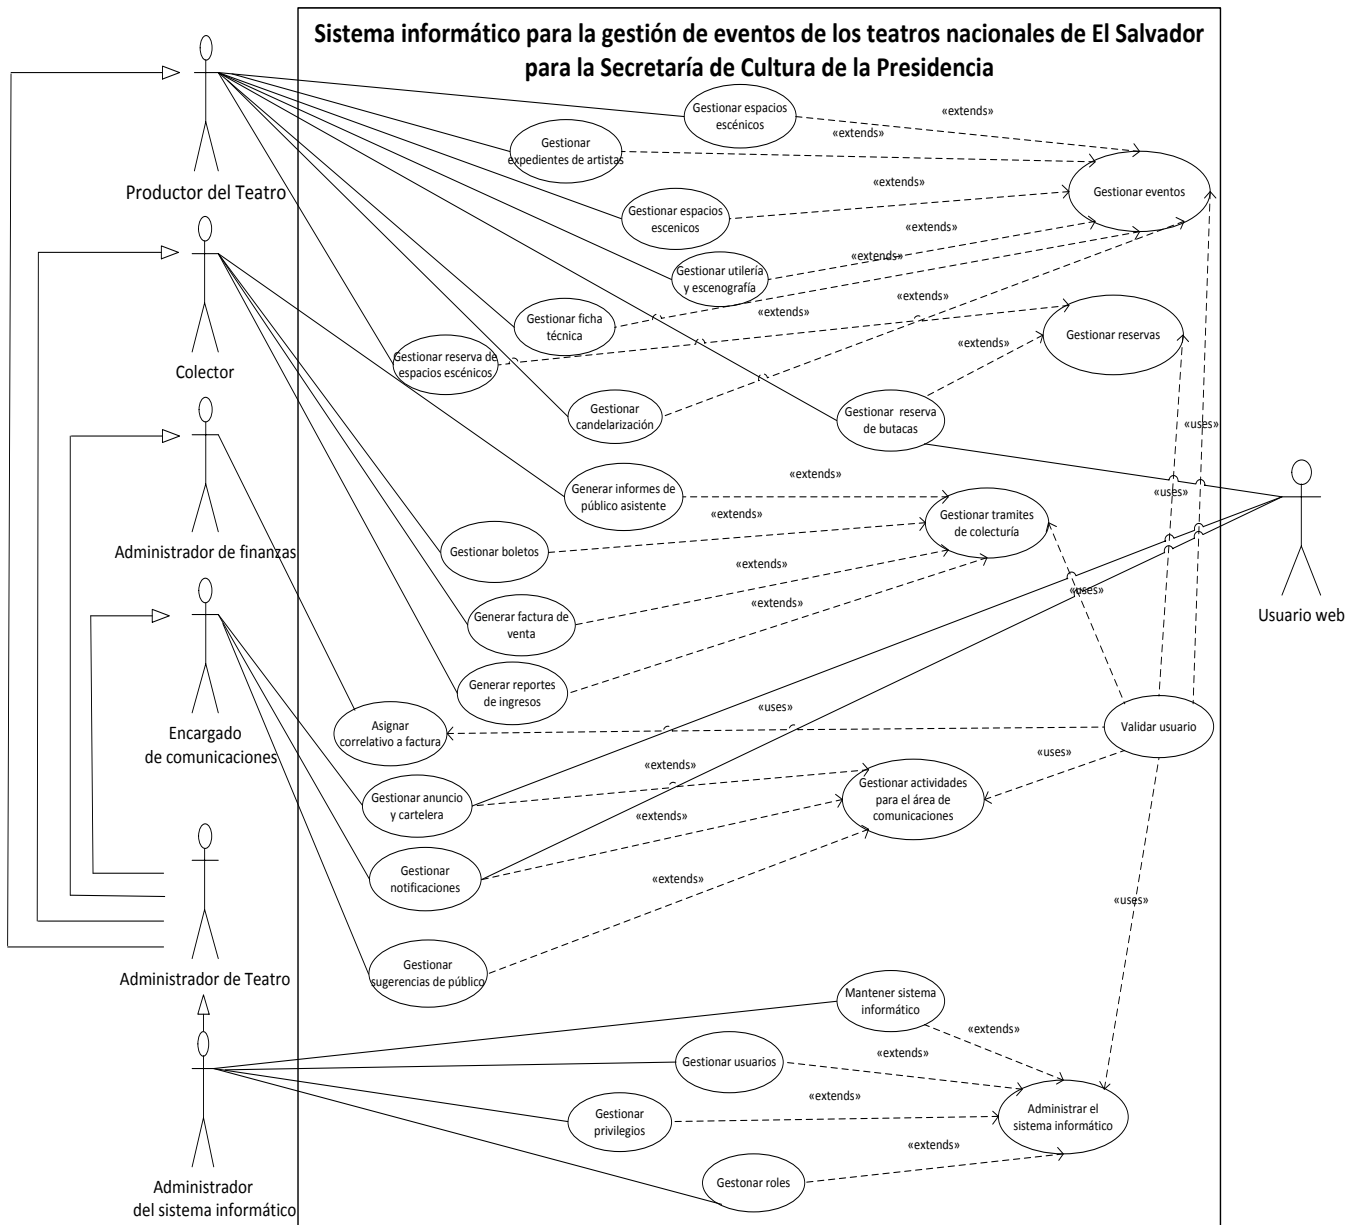 Sistema informático para la gestión de eventos de los teatros nacionales de El Salvador
para la Secretaría de Cultura de la Presidencia
Productor del Teatro
Colector
Administrador de finanzas
Encargado
de comunicaciones
Administrador de Teatro
Administrador
del sistema informático
Usuario web
Gestionar espacios
escénicos
«extends»
Gestionar
expedientes de artistas
«extends»
Gestionar eventos
Gestionar espacios
escenicos
«extends»
Gestionar utilería
y escenografía
«extends»
Gestionar ficha
técnica
«extends»
Gestionar reserva de
espacios escénicos
«extends»
Gestionar reservas
Gestionar
candelarización
«extends»
Gestionar reserva
de butacas
«extends»
«uses»
«uses»
Generar informes de
público asistente
«extends»
Gestionar tramites
de colecturía
Gestionar boletos
«extends»
Generar factura de
venta
«extends»
Generar reportes
de ingresos
«extends»
«uses»
Asignar
correlativo a factura
«uses»
Validar usuario
Gestionar anuncio
y cartelera
«extends»
Gestionar actividades
para el área de
comunicaciones
«uses»
Gestionar
notificaciones
«extends»
Gestionar
sugerencias de público
«extends»
«uses»
Mantener sistema
informático
«extends»
Gestionar usuarios
«extends»
Gestionar
privilegios
«extends»
Administrar el
sistema informático
Gestonar roles
«extends»